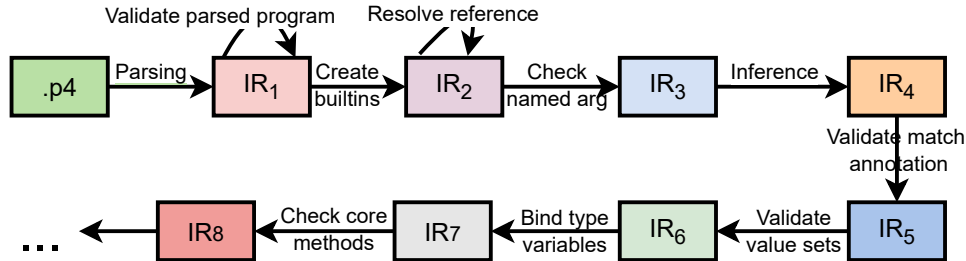 Validate parsed program
Resolve reference
.p4
Parsing
IR1
Create
builtins
IR2
Check
named arg
IR3
Inference
IR4
Validate match
annotation
IR5
Validate
value sets
IR6
Bind type
variables
IR7
Check core
methods
IR8
...